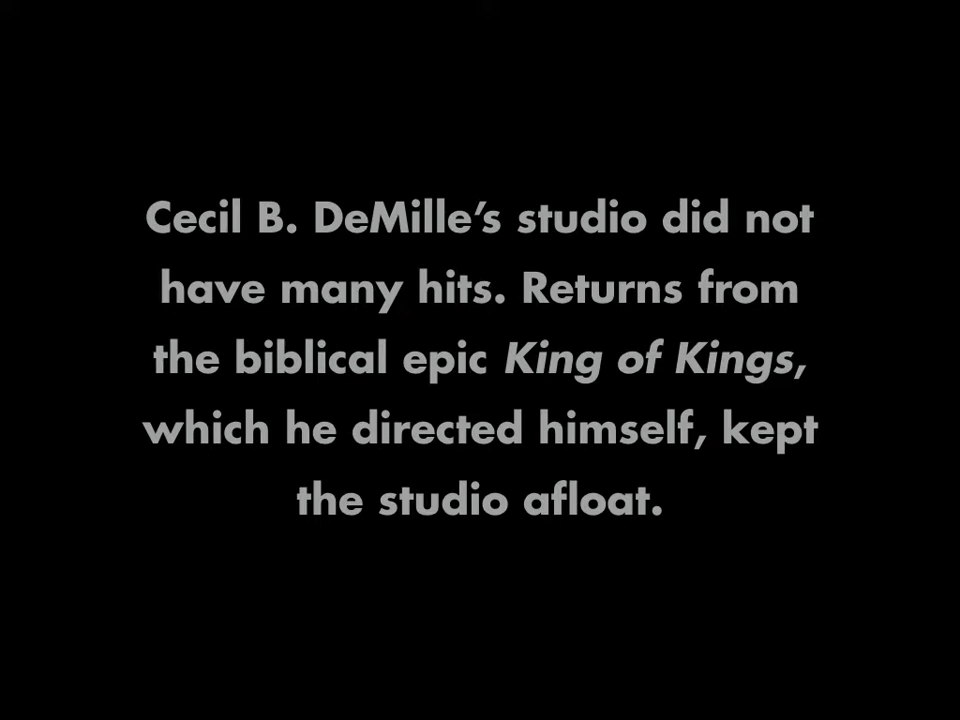 Cecil B. DeMille’s studio did not
have many hits. Returns from
the biblical epic King of Kings,
which he directed himself, kept
the studio afloat.